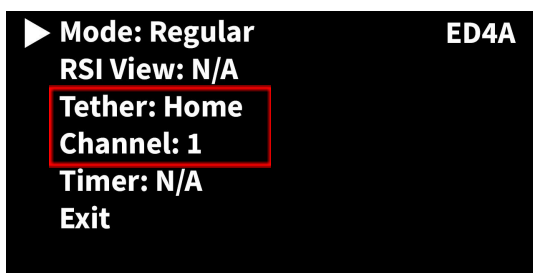 Mode: Regular ED4A
RSI View: N/A
Tether: Home
Channel: 1
Timer: N/A
Exit